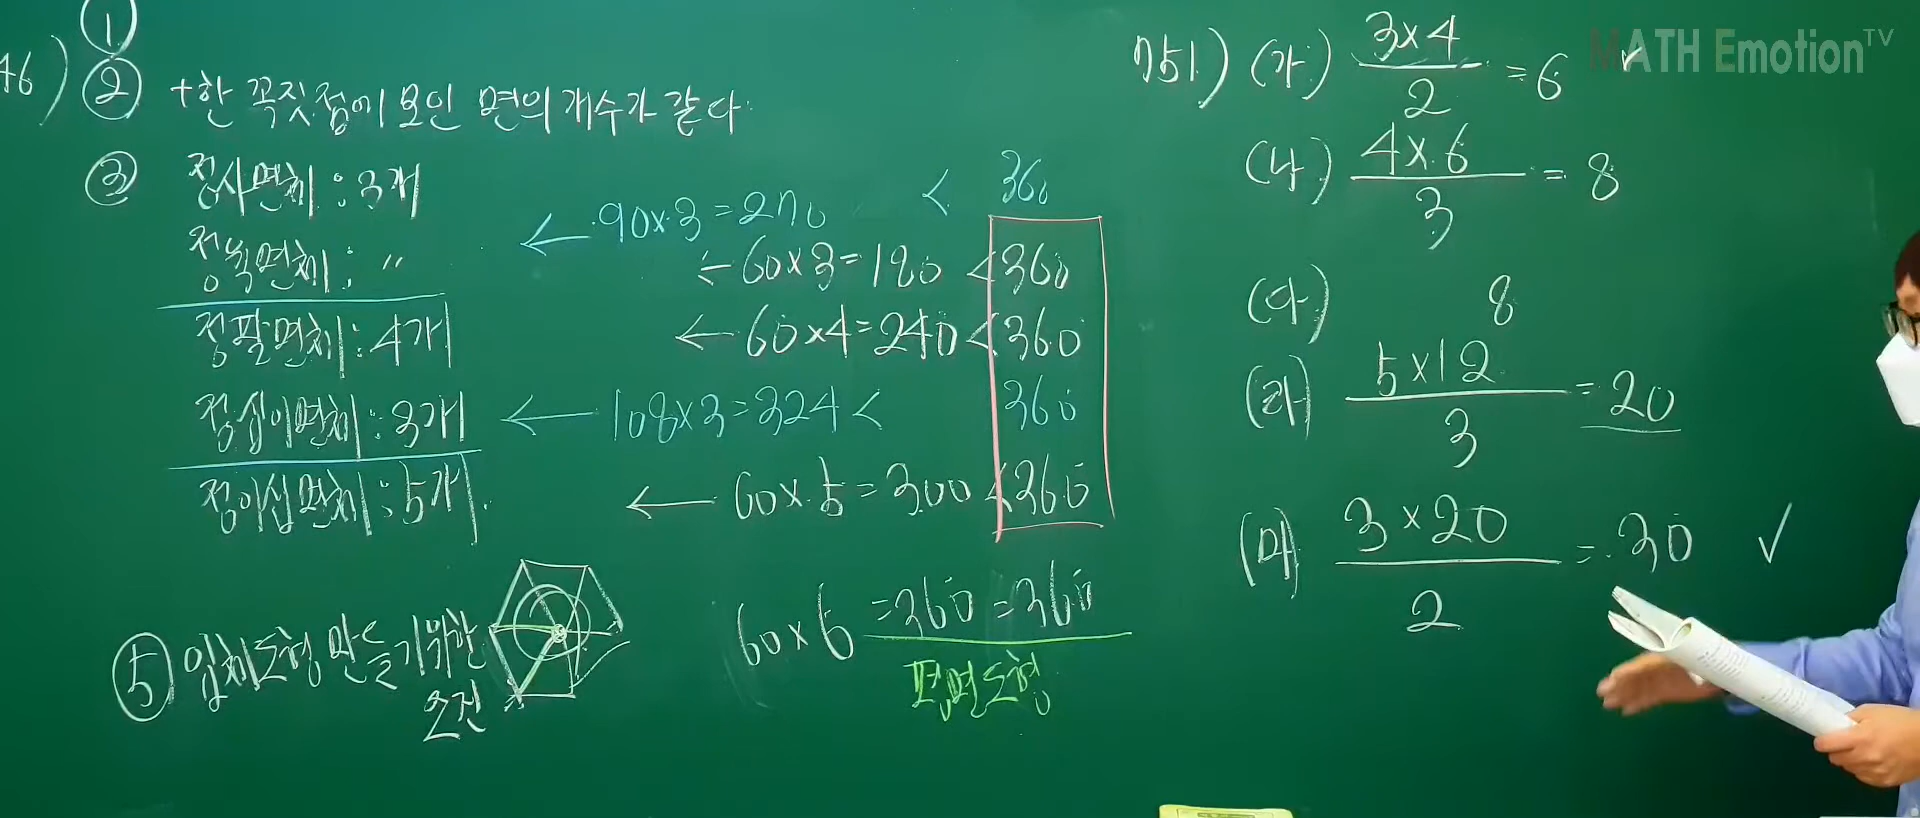 46) ①
② +한 꼭짓점에 모인 면의 개수가 같다
③ 정사면체 : 3개
정육면체 : 〃 ← 90×3=270 < 360
← 60×3=180 < 360
정팔면체 : 4개 ← 60×4=240 < 360
정십이면체 : 3개 ← 108×3=324 < 360
정이십면체 : 5개 ← 60×5=300 < 360
⑤ 입체도형 만들기 위한 조건
60×6 =360 =360
평면도형
751) (가) 3×4 / 2 = 6 ✓
(나) 4×6 / 3 = 8
(다) 8
(라) 5×12 / 3 = 20
(마) 3×20 / 2 = 30 ✓
MATH Emotion TV